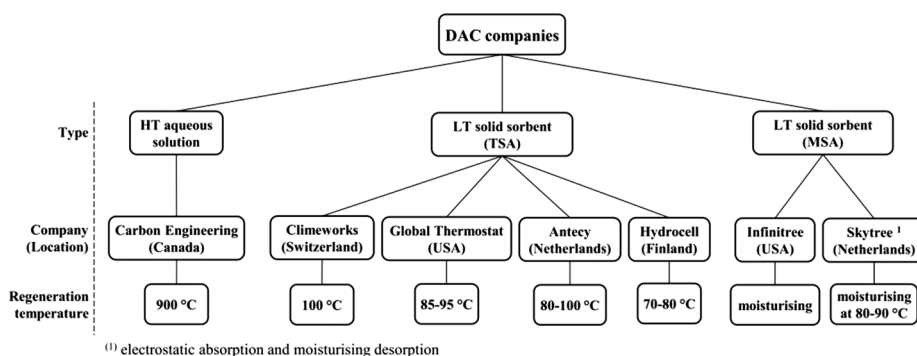 DAC companies
Type
HT aqueous
solution
LT solid sorbent
(TSA)
LT solid sorbent
(MSA)
Company
(Location)
Carbon Engineering
(Canada)
Climeworks
(Switzerland)
Global Thermostat
(USA)
Antecy
(Netherlands)
Hydrocell
(Finland)
Infinitree
(USA)
Skytree ¹
(Netherlands)
Regeneration
temperature
900 °C
100 °C
85-95 °C
80-100 °C
70-80 °C
moisturising
moisturising
at 80-90 °C
⁽¹⁾ electrostatic absorption and moisturising desorption